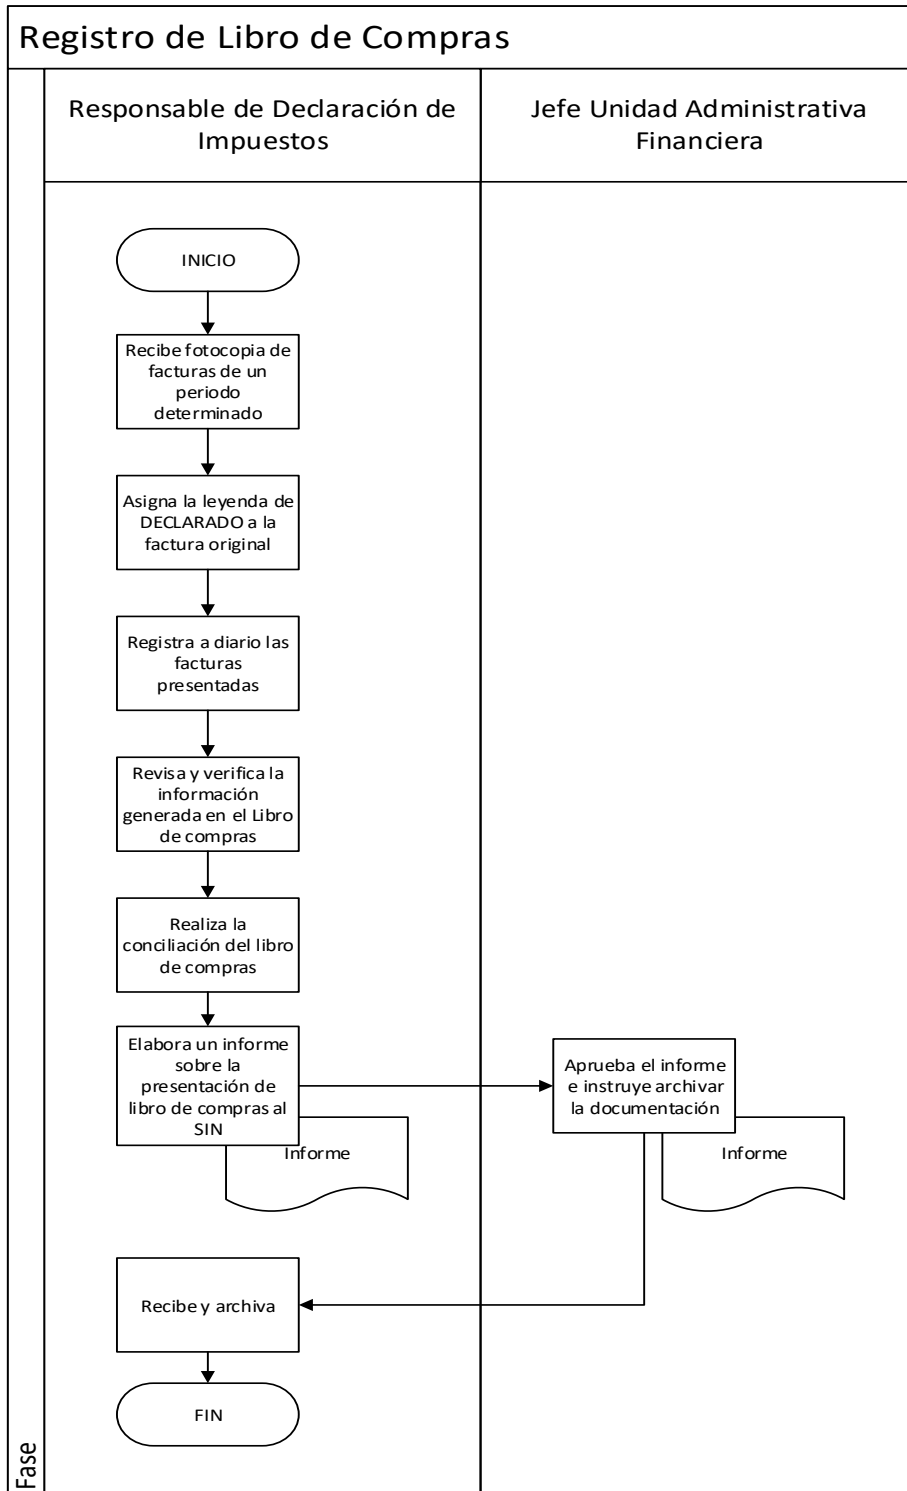 Registro de Libro de Compras
Responsable de Declaración de
Impuestos
Jefe Unidad Administrativa
Financiera
INICIO
Recibe fotocopia de
facturas de un
periodo
determinado
Asigna la leyenda de
DECLARADO a la
factura original
Registra a diario las
facturas
presentadas
Revisa y verifica la
información
generada en el Libro
de compras
Realiza la
conciliación del libro
de compras
Elabora un informe
sobre la
presentación de
libro de compras al
SIN
Informe
Aprueba el informe
e instruye archivar
la documentación
Informe
Recibe y archiva
FIN
Fase